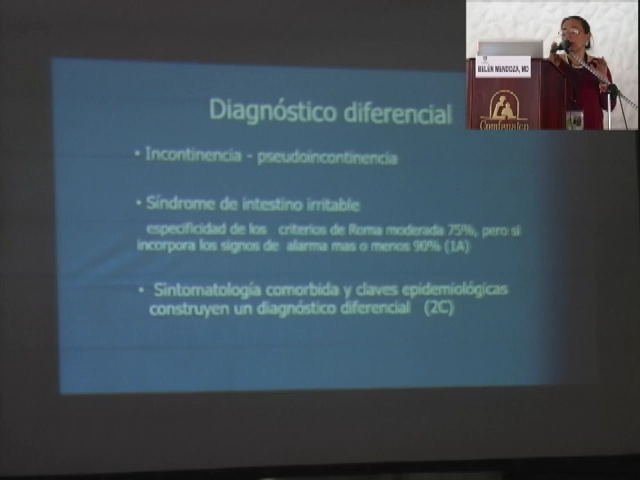 BELÉN MENDOZA, MD
Comfenalco
Diagnóstico diferencial
• Incontinencia - pseudoincontinencia
• Síndrome de intestino irritable
especificidad de los criterios de Roma moderada 75%, pero si
incorpora los signos de alarma mas o menos 90% (1A)
• Sintomatología comorbida y claves epidemiológicas
construyen un diagnóstico diferencial (2C)